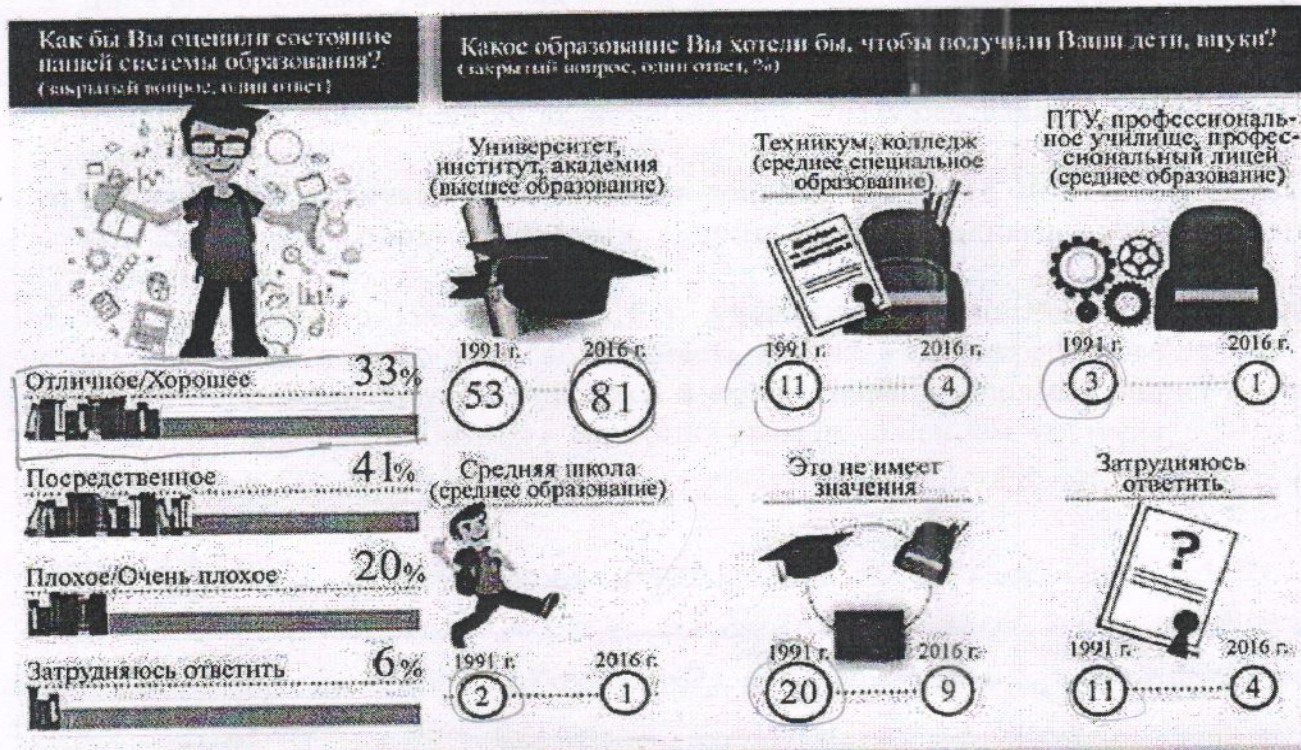 Как бы Вы оценили состояние
нашей системы образования?
(закрытый вопрос, один ответ)
Отличное/Хорошее 33%
Посредственное 41%
Плохое/Очень плохое 20%
Затрудняюсь ответить 6%
Какое образование Вы хотели бы, чтобы получили Ваши дети, внуки?
(закрытый вопрос, один ответ, %)
Университет,
институт, академия
(высшее образование)
1991 г. 2016 г.
53 81
Техникум, колледж
(среднее специальное
образование)
1991 г. 2016 г.
11 4
ПТУ, профессиональ-
ное училище, профес-
сиональный лицей
(среднее образование)
1991 г. 2016 г.
3 1
Средняя школа
(среднее образование)
1991 г. 2016 г.
2 1
Это не имеет
значения
1991 г. 2016 г.
20 9
Затрудняюсь
ответить
?
1991 г. 2016 г.
11 4